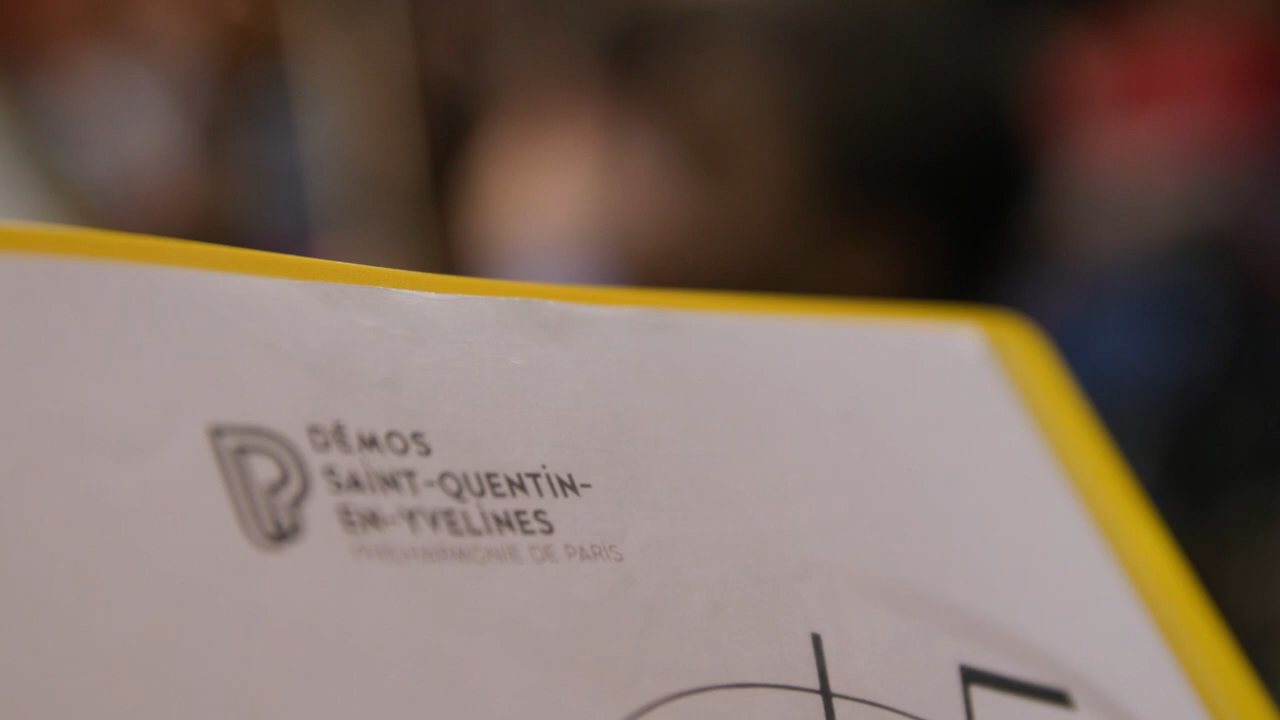 DÉMOS
SAINT-QUENTIN-
EN-YVELINES
PHILHARMONIE DE PARIS